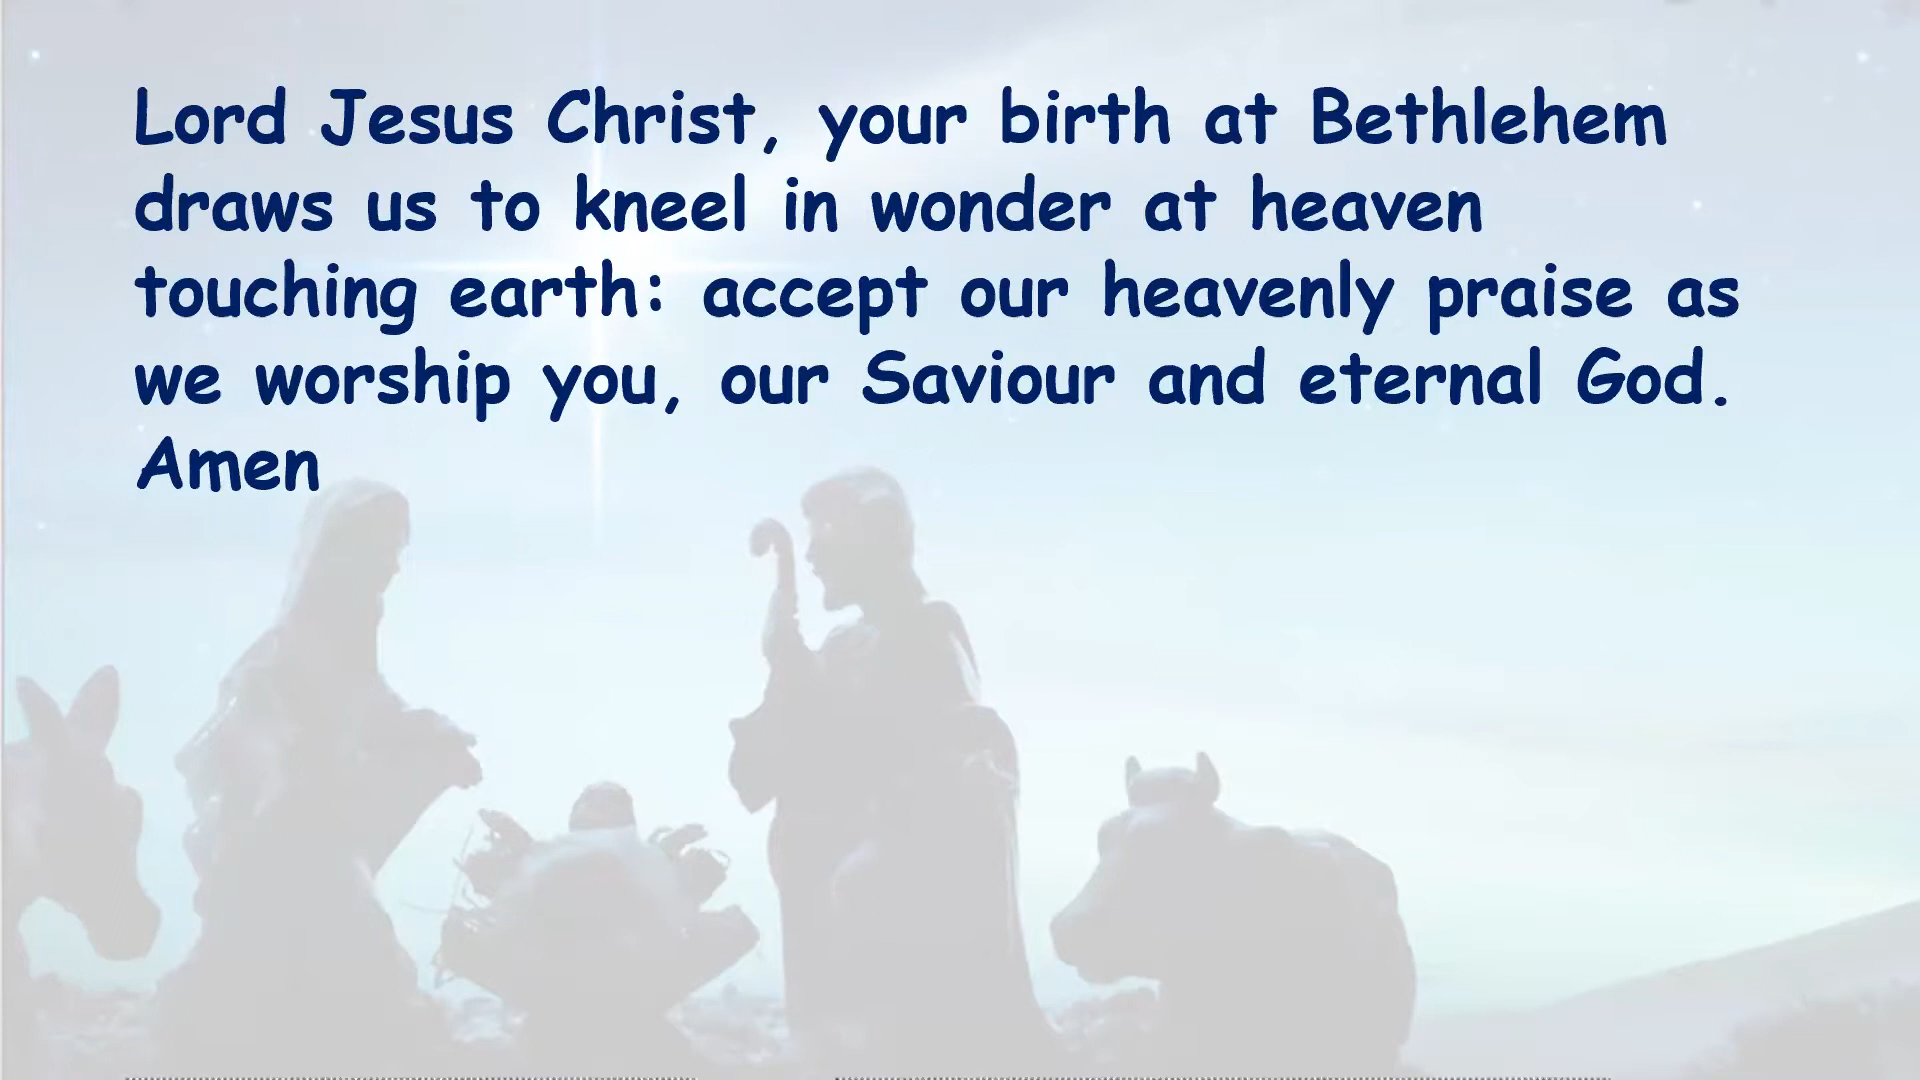 Lord Jesus Christ, your birth at Bethlehem
draws us to kneel in wonder at heaven
touching earth: accept our heavenly praise as
we worship you, our Saviour and eternal God.
Amen